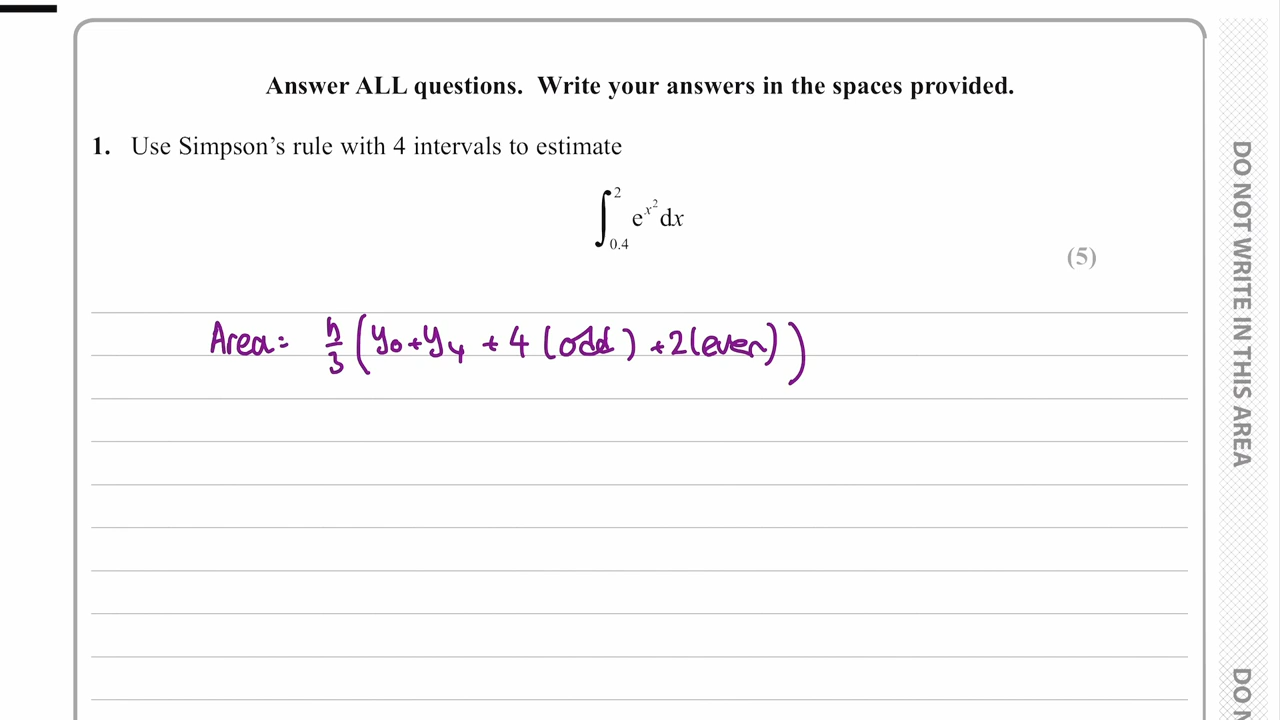 Answer ALL questions. Write your answers in the spaces provided.
1. Use Simpson's rule with 4 intervals to estimate
∫_{0.4}^{2} e^{x^2} dx
(5)
Area = h/3 (y₀ + y₄ + 4 (odd) + 2(even))
DO NOT WRITE IN THIS AREA